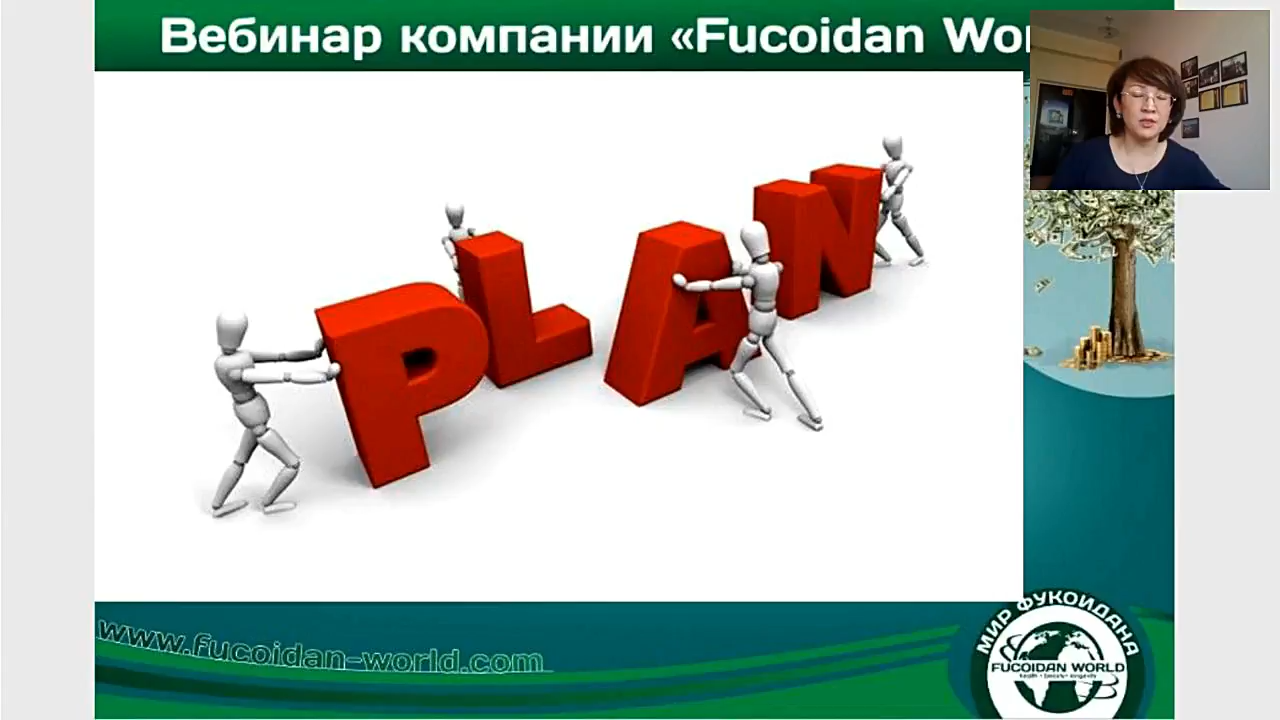 Вебинар компании «Fucoidan Wor
PLAN
www.fucoidan-world.com
МИР ФУКОИДАНА
FUCOIDAN WORLD